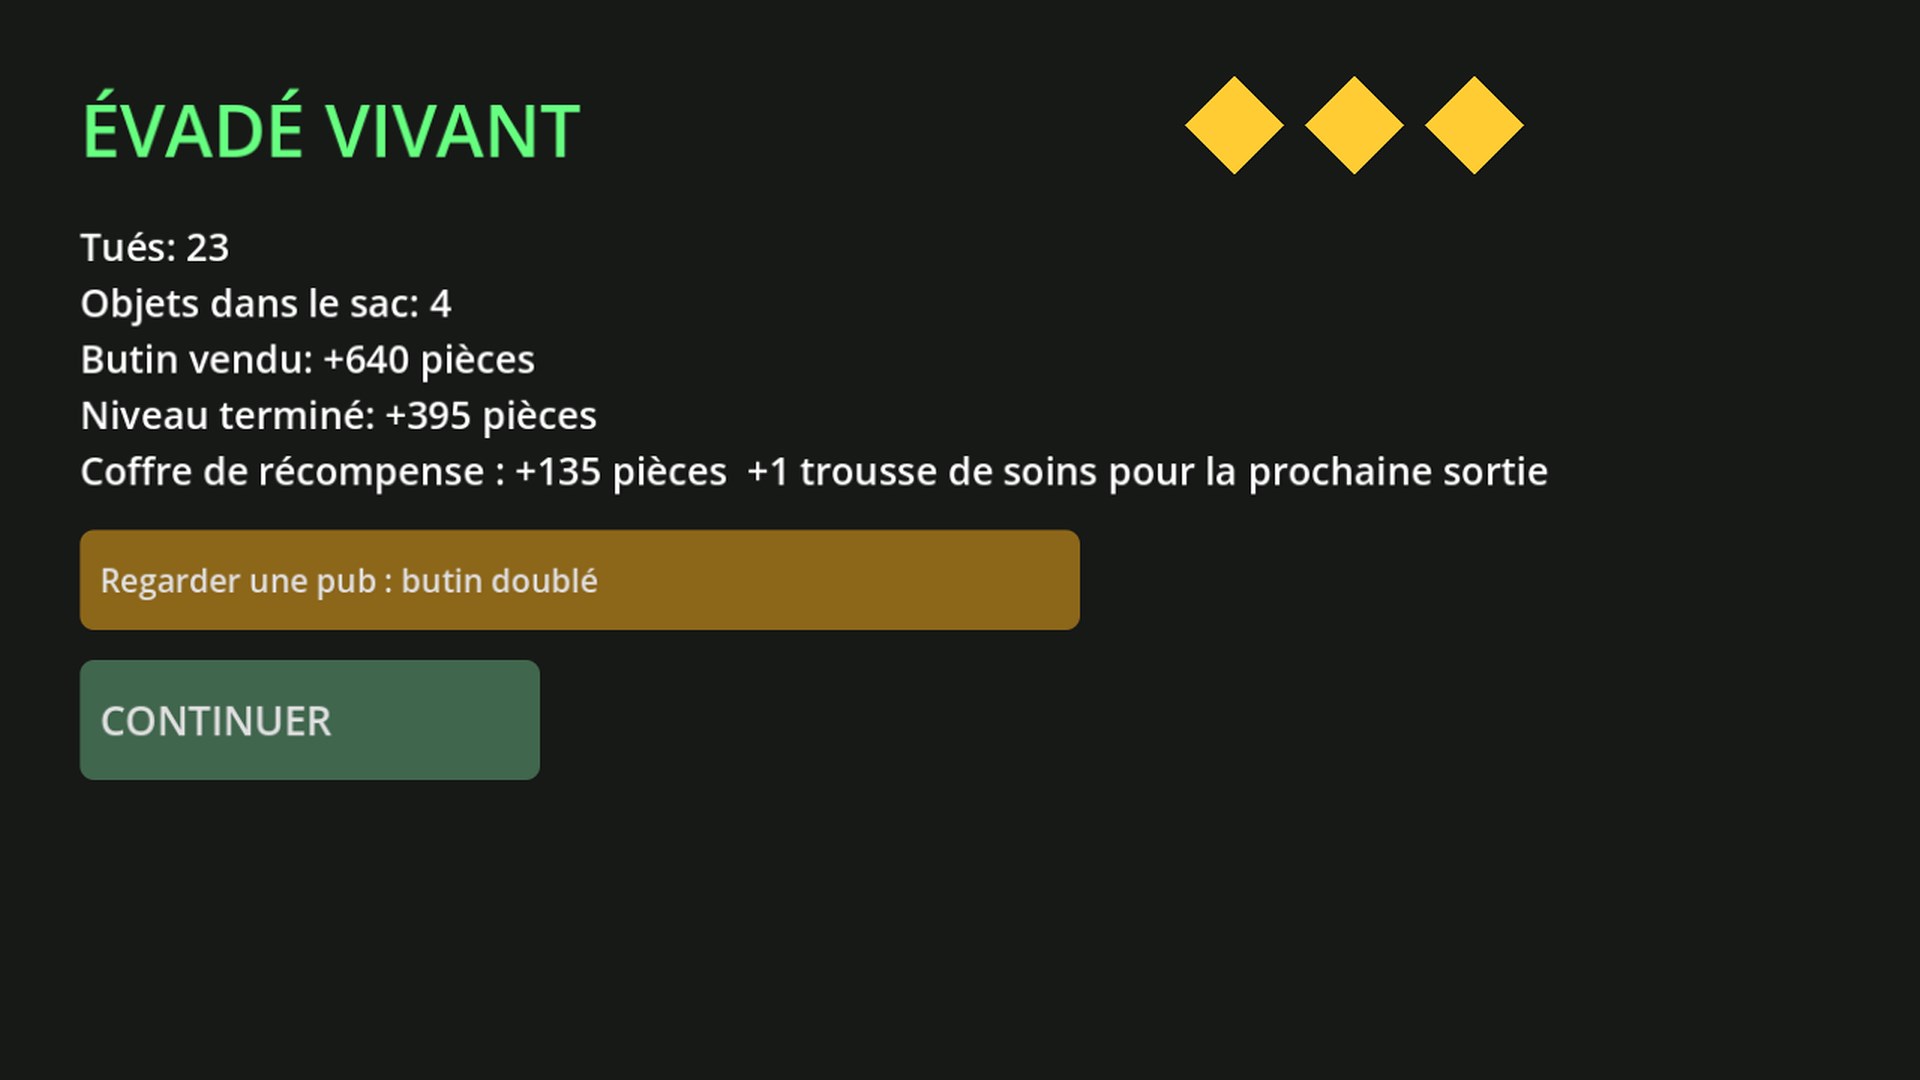 ÉVADÉ VIVANT
Tués: 23
Objets dans le sac: 4
Butin vendu: +640 pièces
Niveau terminé: +395 pièces
Coffre de récompense : +135 pièces  +1 trousse de soins pour la prochaine sortie
Regarder une pub : butin doublé
CONTINUER